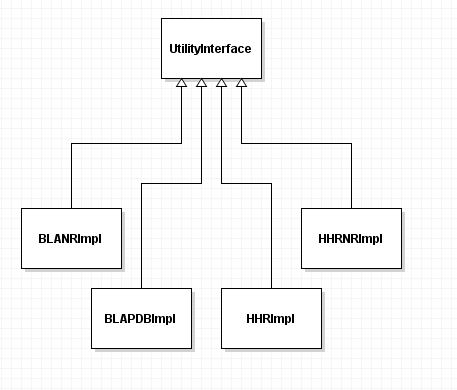 UtilityInterface
BLANRImpl
HHRNRImpl
BLAPDBImpl
HHRImpl